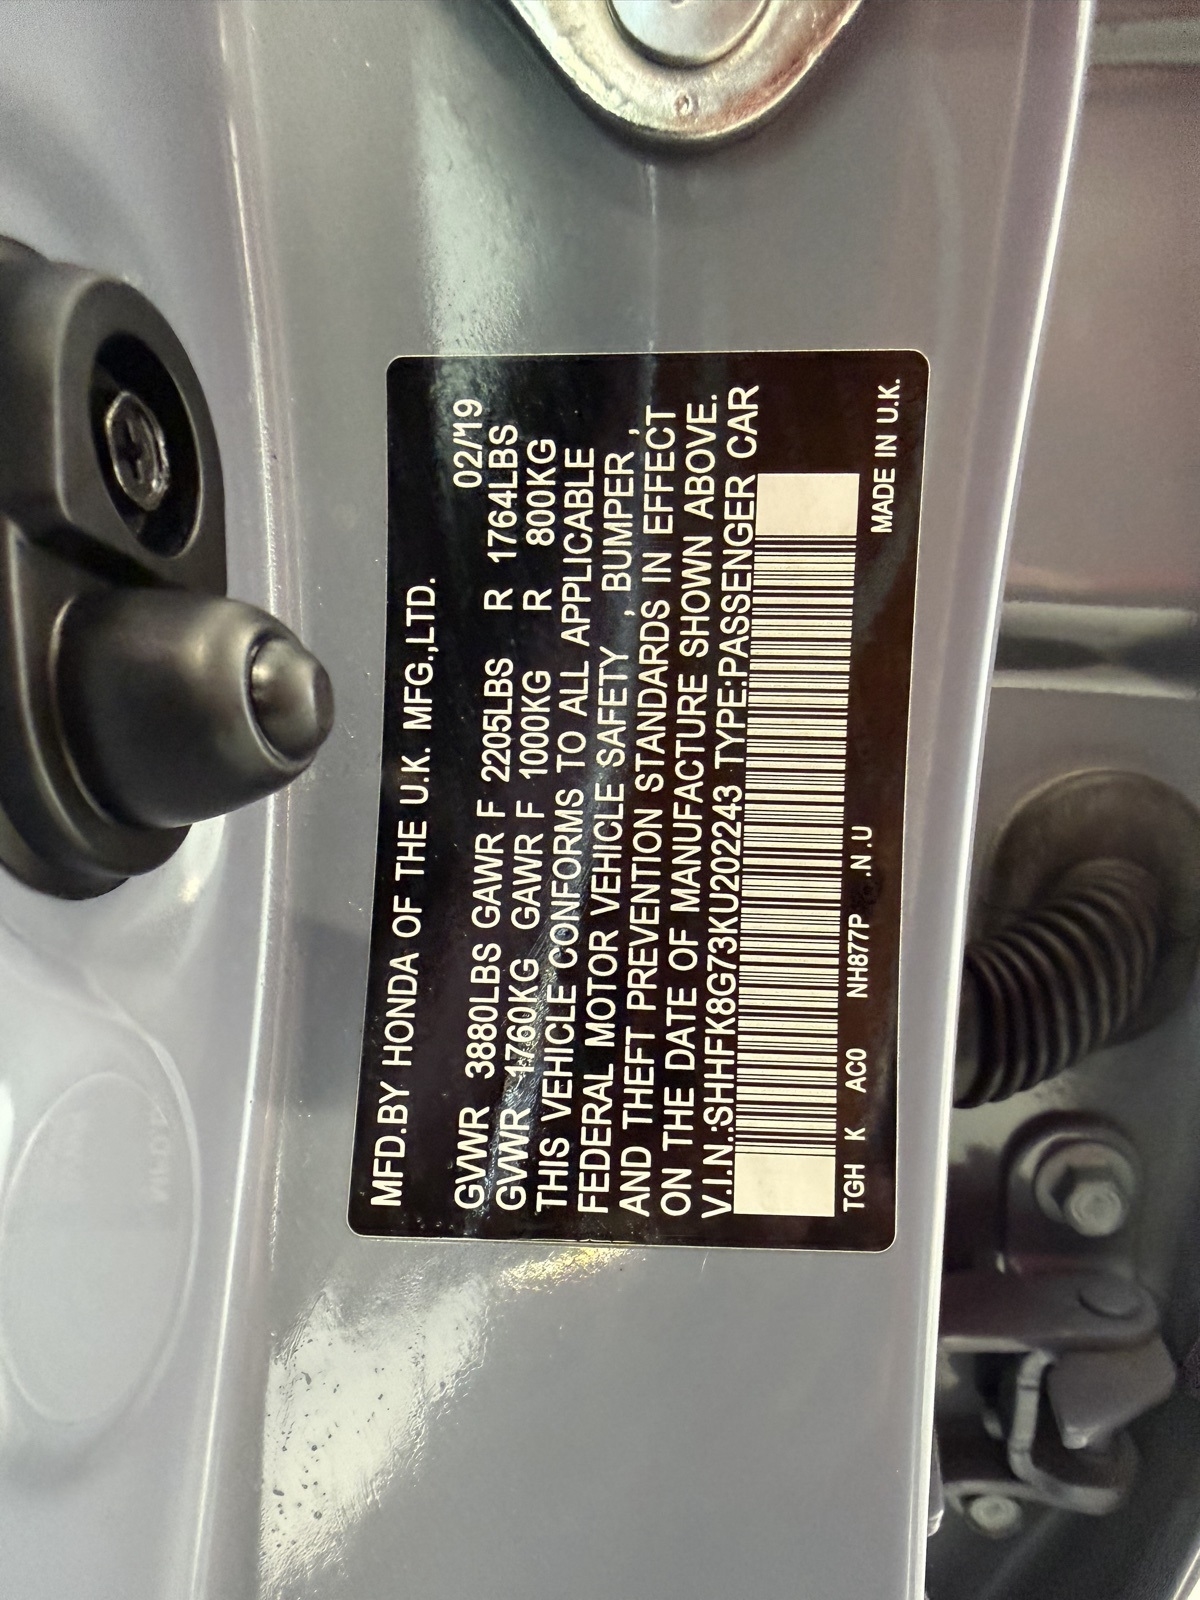 MFD.BY HONDA OF THE U.K. MFG.,LTD.
02/19
GVWR 3880LBS GAWR F 2205LBS R 1764LBS
GVWR 1760KG GAWR F 1000KG R 800KG
THIS VEHICLE CONFORMS TO ALL APPLICABLE
FEDERAL MOTOR VEHICLE SAFETY , BUMPER ,
AND THEFT PREVENTION STANDARDS IN EFFECT
ON THE DATE OF MANUFACTURE SHOWN ABOVE.
V.I.N.:SHHFK8G73KU202243 TYPE:PASSENGER CAR
TGH K AC0 NH877P .N.U MADE IN U.K.